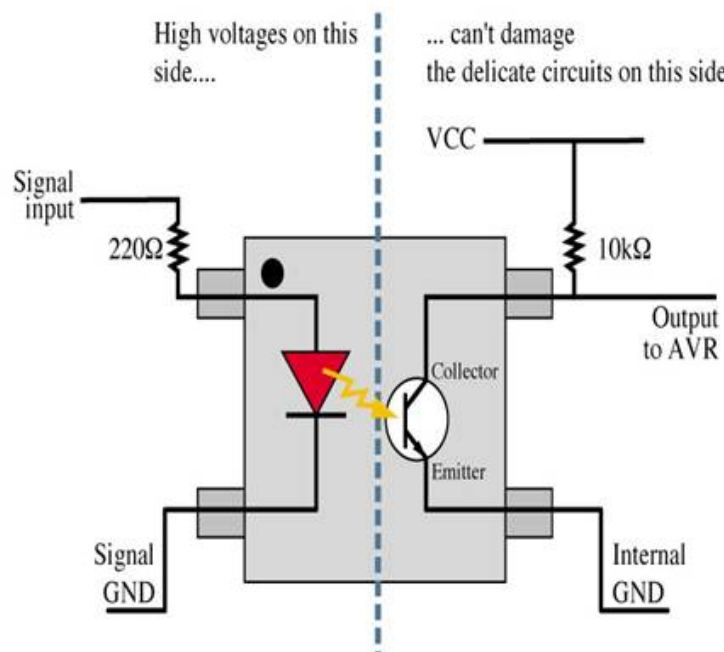 High voltages on this
side....
... can't damage
the delicate circuits on this side
VCC
Signal
input
220Ω
10kΩ
Output
to AVR
Collector
Emitter
Signal
GND
Internal
GND